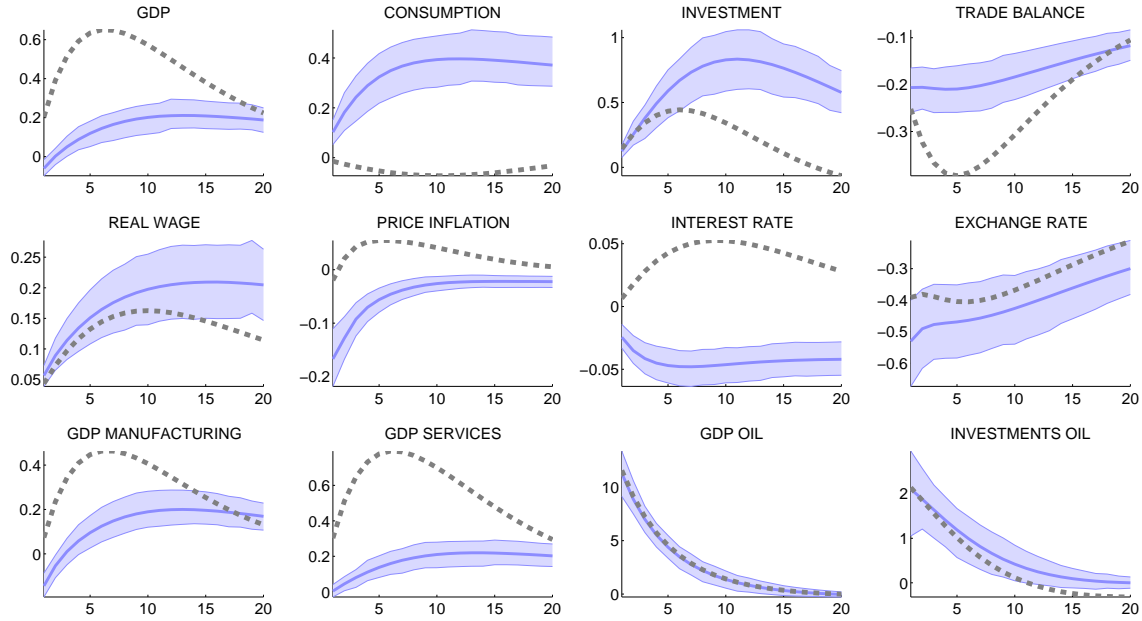 GDP CONSUMPTION INVESTMENT TRADE BALANCE
0.6 0.4 0.2 0
5 10 15 20
0.4 0.2 0
5 10 15 20
1 0.5 0
5 10 15 20
−0.1 −0.2 −0.3
5 10 15 20
REAL WAGE PRICE INFLATION INTEREST RATE EXCHANGE RATE
0.25 0.2 0.15 0.1 0.05
5 10 15 20
0 −0.1 −0.2
5 10 15 20
0.05 0 −0.05
5 10 15 20
−0.3 −0.4 −0.5 −0.6
5 10 15 20
GDP MANUFACTURING GDP SERVICES GDP OIL INVESTMENTS OIL
0.4 0.2 0
5 10 15 20
0.6 0.4 0.2 0
5 10 15 20
10 5 0
5 10 15 20
2 1 0
5 10 15 20